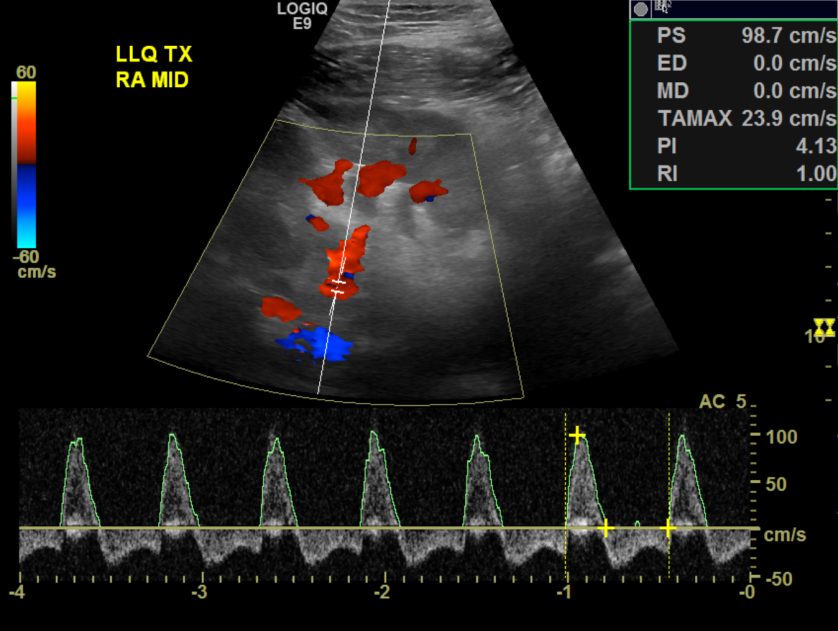 LOGIQ
E9
LLQ TX
RA MID
60
-60
cm/s
PS 98.7 cm/s
ED 0.0 cm/s
MD 0.0 cm/s
TAMAX 23.9 cm/s
PI 4.13
RI 1.00
AC 5
100
50
cm/s
-50
-4 -3 -2 -1 -0